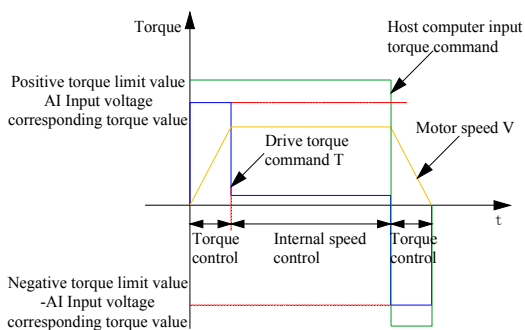 Torque
Host computer input
torque command
Positive torque limit value
AI Input voltage
corresponding torque value
Drive torque
command T
Motor speed V
t
Torque
control
Internal speed
control
Torque
control
Negative torque limit value
-AI Input voltage
corresponding torque value